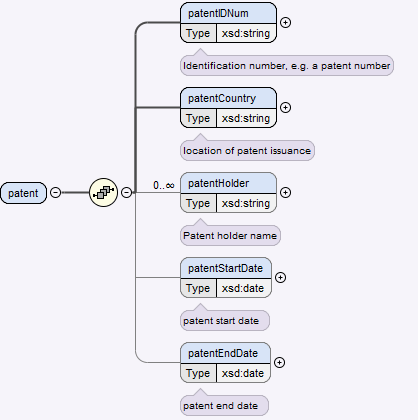 patentIDNum
Type xsd:string
Identification number, e.g. a patent number
patentCountry
Type xsd:string
location of patent issuance
patent
0..∞
patentHolder
Type xsd:string
Patent holder name
patentStartDate
Type xsd:date
patent start date
patentEndDate
Type xsd:date
patent end date